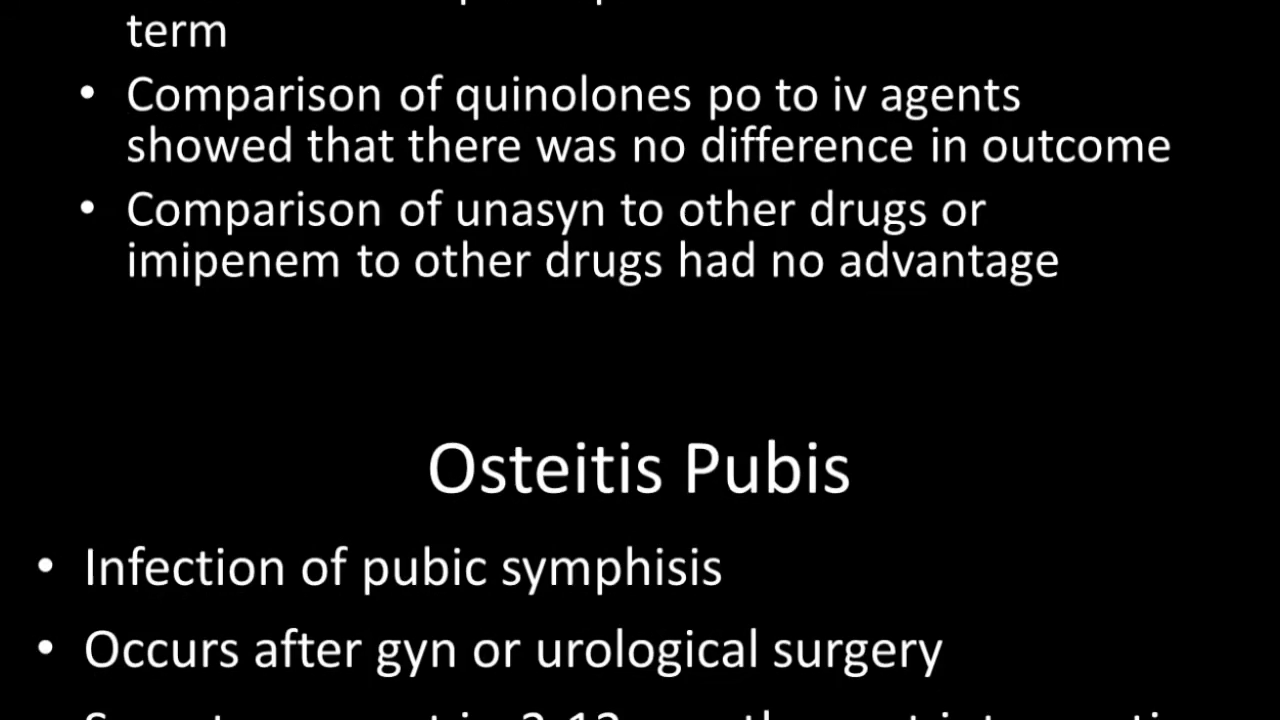 term
• Comparison of quinolones po to iv agents
showed that there was no difference in outcome
• Comparison of unasyn to other drugs or
imipenem to other drugs had no advantage
Osteitis Pubis
• Infection of pubic symphisis
• Occurs after gyn or urological surgery